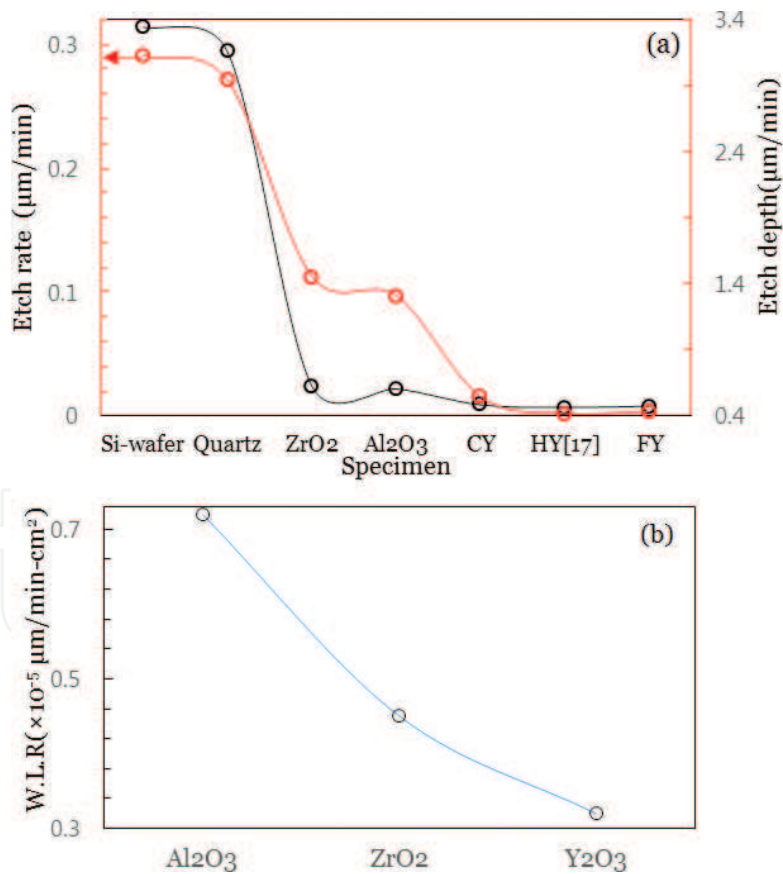 (a)
Etch rate (µm/min)
0.3
0.2
0.1
0
3.4
2.4
1.4
0.4
Etch depth(µm/min)
Si-wafer Quartz ZrO2 Al2O3 CY HY[17] FY
Specimen
(b)
W.L.R(×10⁻⁵ µm/min-cm²)
0.7
0.5
0.3
Al2O3 ZrO2 Y2O3